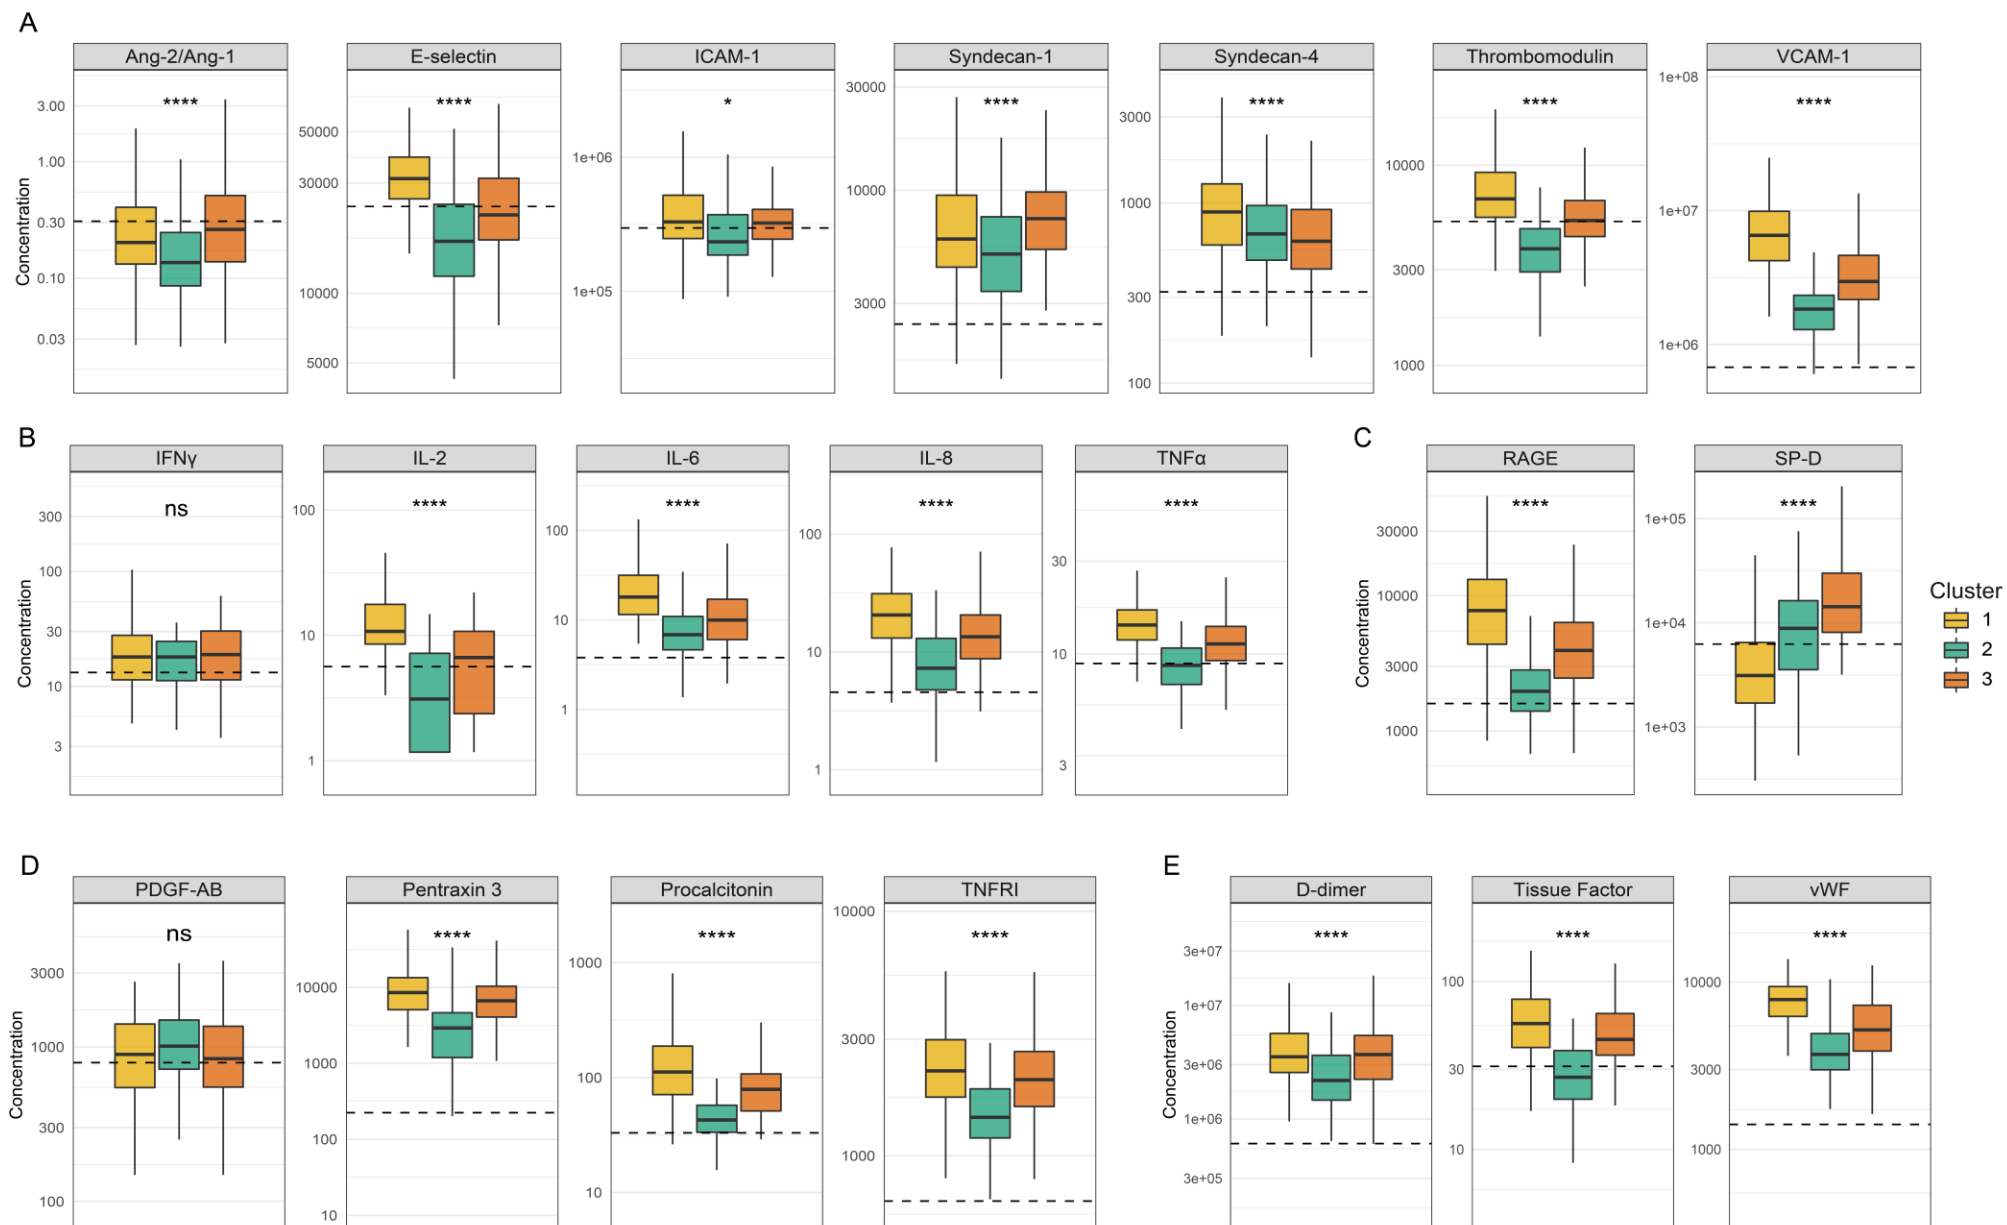 A
Ang-2/Ang-1 E-selectin ICAM-1 Syndecan-1 Syndecan-4 Thrombomodulin VCAM-1
Concentration
3.00
1.00
0.30
0.10
0.03
****
50000
30000
10000
5000
****
1e+06
1e+05
*
30000
10000
3000
****
3000
1000
300
100
****
10000
3000
1000
****
1e+08
1e+07
1e+06
****
B
IFNγ IL-2 IL-6 IL-8 TNFα
Concentration
300
100
30
10
3
ns
100
10
1
****
100
10
1
****
100
10
1
****
30
10
3
****
C
RAGE SP-D
Concentration
30000
10000
3000
1000
****
1e+05
1e+04
1e+03
****
Cluster
1
2
3
D
PDGF-AB Pentraxin 3 Procalcitonin TNFRI
Concentration
3000
1000
300
100
ns
10000
1000
100
10
****
1000
100
10
****
10000
3000
1000
****
E
D-dimer Tissue Factor vWF
Concentration
3e+07
1e+07
3e+06
1e+06
3e+05
****
100
30
10
****
10000
3000
1000
****